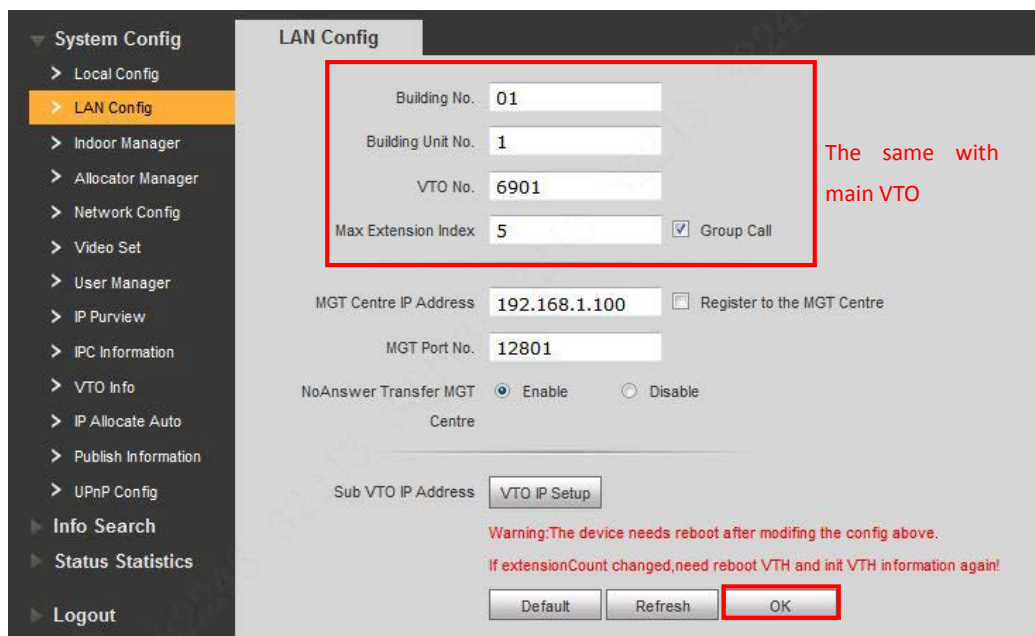 System Config
LAN Config
Local Config
LAN Config
Indoor Manager
Allocator Manager
Network Config
Video Set
User Manager
IP Purview
IPC Information
VTO Info
IP Allocate Auto
Publish Information
UPnP Config
Info Search
Status Statistics
Logout
Building No. 01
Building Unit No. 1
VTO No. 6901
Max Extension Index 5 Group Call
The same with
main VTO
MGT Centre IP Address 192.168.1.100 Register to the MGT Centre
MGT Port No. 12801
NoAnswer Transfer MGT Enable Disable
Centre
Sub VTO IP Address VTO IP Setup
Warning:The device needs reboot after modifing the config above.
If extensionCount changed,need reboot VTH and init VTH information again!
Default Refresh OK